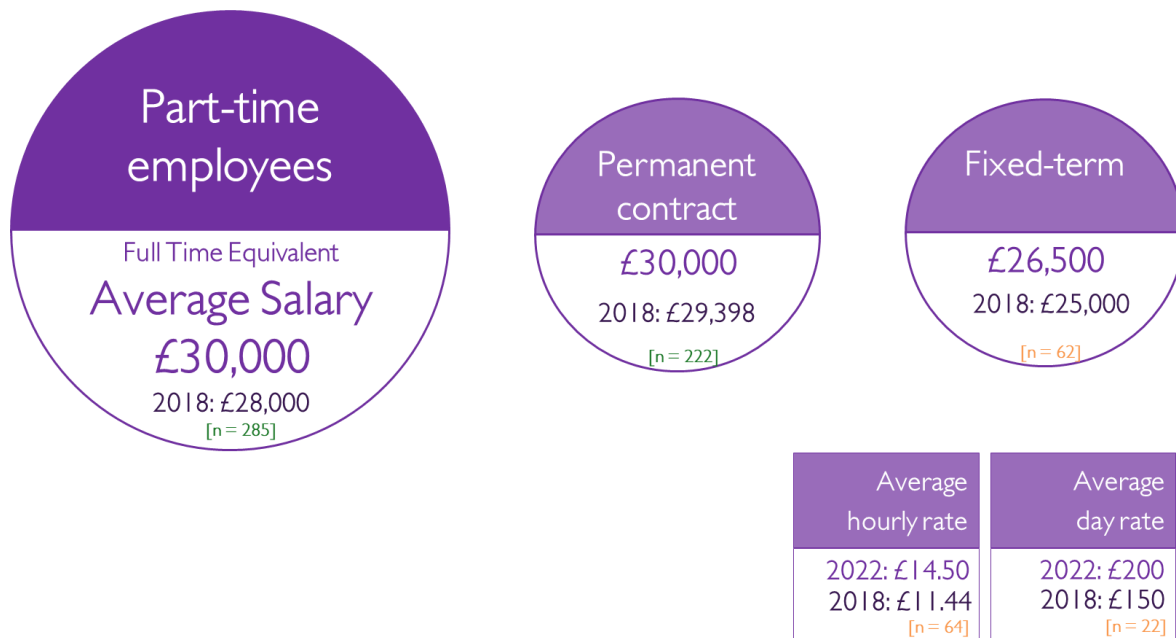 Part-time
employees
Full Time Equivalent
Average Salary
£30,000
2018: £28,000
[n = 285]
Permanent
contract
£30,000
2018: £29,398
[n = 222]
Fixed-term
£26,500
2018: £25,000
[n = 62]
Average
hourly rate
2022: £14.50
2018: £11.44
[n = 64]
Average
day rate
2022: £200
2018: £150
[n = 22]